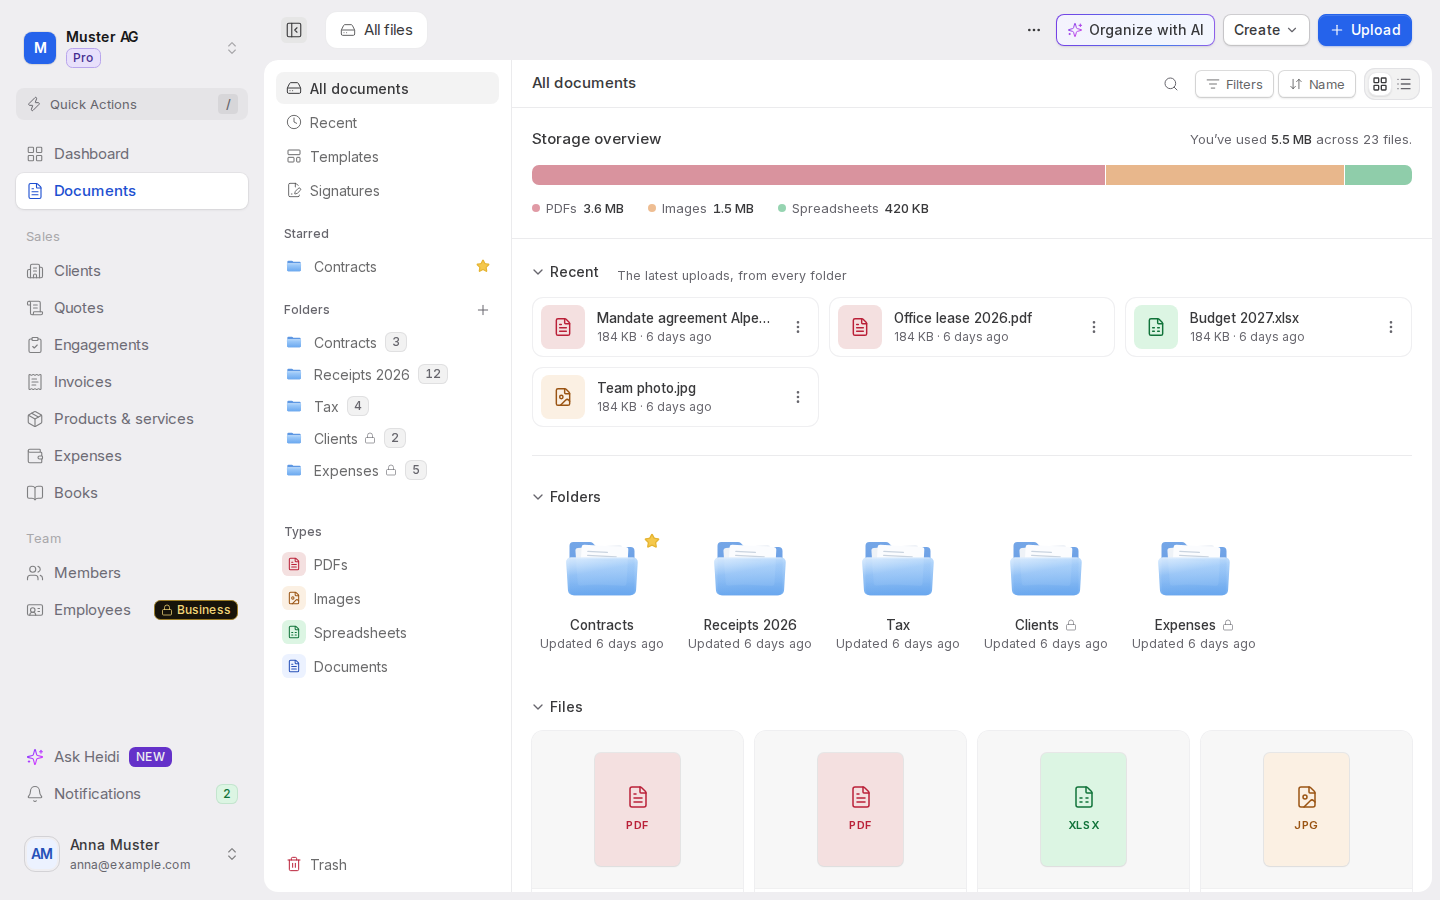 Muster AG
Pro
Quick Actions /
Dashboard
Documents
Sales
Clients
Quotes
Engagements
Invoices
Products & services
Expenses
Books
Team
Members
Employees Business
Ask Heidi NEW
Notifications 2
AM Anna Muster
anna@example.com
M
All files
Organize with AI
Create
Upload
All documents
Recent
Templates
Signatures
Starred
Contracts
Folders
Contracts 3
Receipts 2026 12
Tax 4
Clients 2
Expenses 5
Types
PDFs
Images
Spreadsheets
Documents
Trash
All documents
Filters
Name
Storage overview
You've used 5.5 MB across 23 files.
PDFs 3.6 MB Images 1.5 MB Spreadsheets 420 KB
Recent The latest uploads, from every folder
Mandate agreement Alpe...
184 KB · 6 days ago
Office lease 2026.pdf
184 KB · 6 days ago
Budget 2027.xlsx
184 KB · 6 days ago
Team photo.jpg
184 KB · 6 days ago
Folders
Contracts
Updated 6 days ago
Receipts 2026
Updated 6 days ago
Tax
Updated 6 days ago
Clients
Updated 6 days ago
Expenses
Updated 6 days ago
Files
PDF
PDF
XLSX
JPG